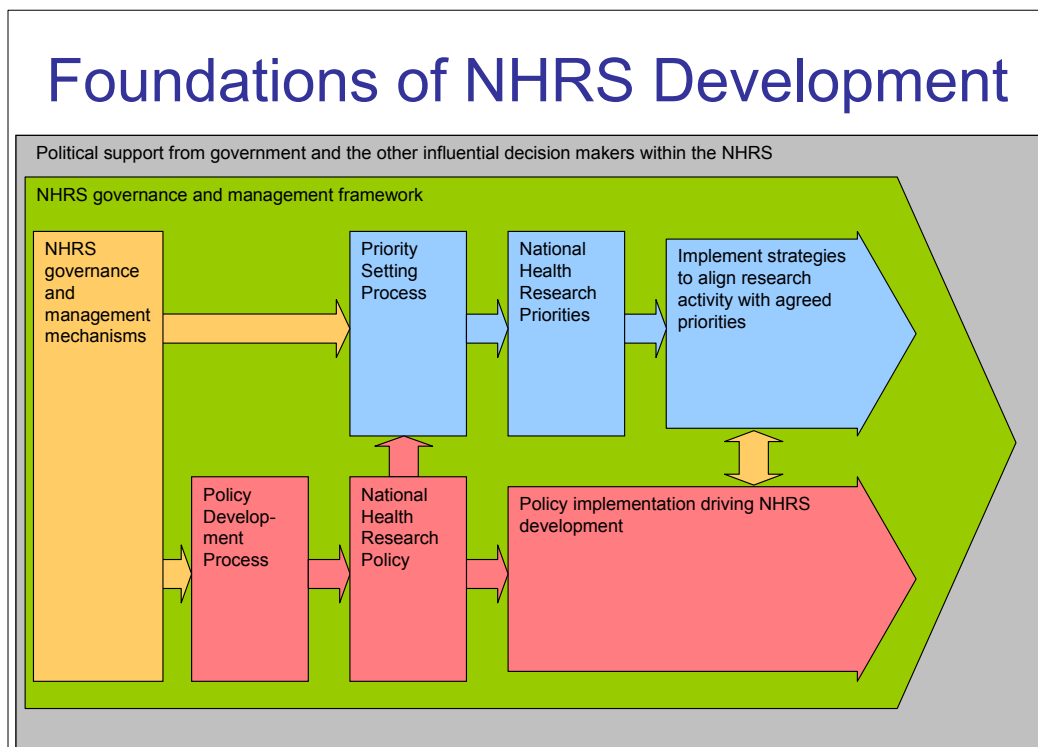 Foundations of NHRS Development
Political support from government and the other influential decision makers within the NHRS
NHRS governance and management framework
NHRS
governance
and
management
mechanisms
Priority
Setting
Process
National
Health
Research
Priorities
Implement strategies
to align research
activity with agreed
priorities
Policy
Develop-
ment
Process
National
Health
Research
Policy
Policy implementation driving NHRS
development